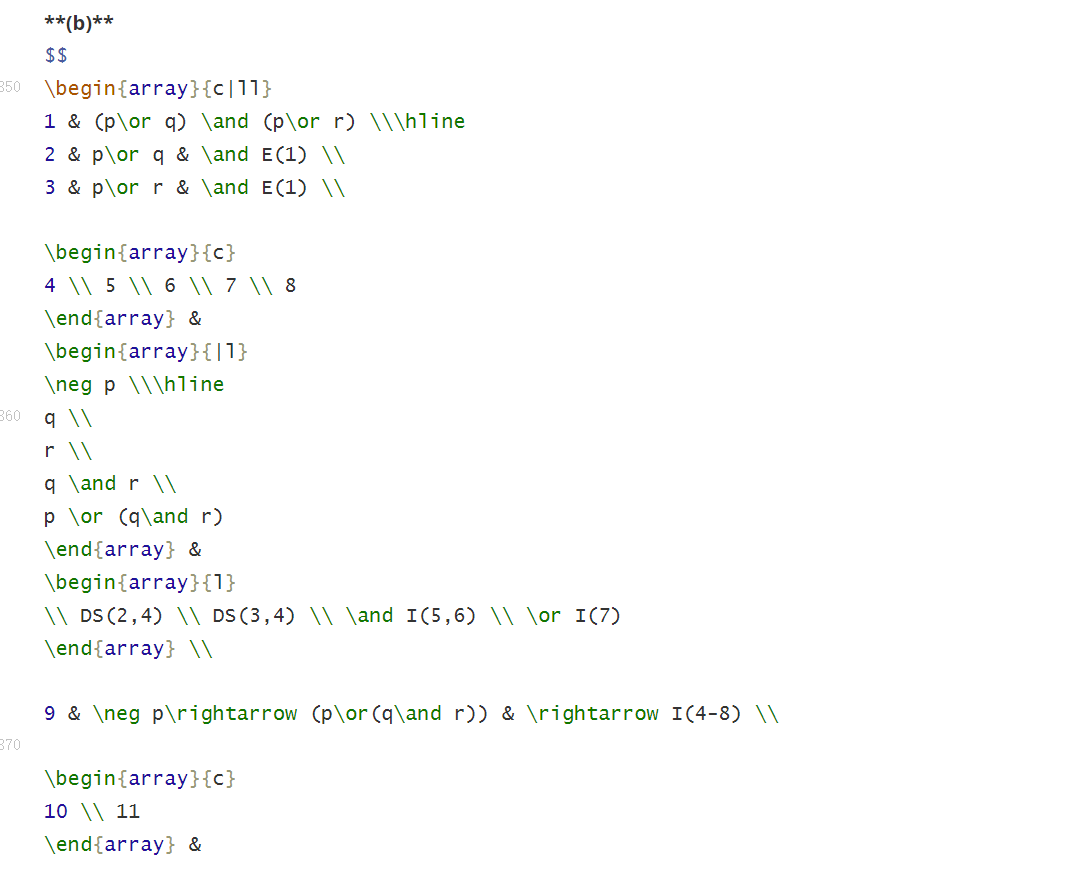 **(b)**
$$
350 \begin{array}{c|ll}
1 & (p\or q) \and (p\or r) \\\hline
2 & p\or q & \and E(1) \\
3 & p\or r & \and E(1) \\
\begin{array}{c}
4 \\ 5 \\ 6 \\ 7 \\ 8
\end{array} &
\begin{array}{|l}
\neg p \\\hline
360 q \\
r \\
q \and r \\
p \or (q\and r)
\end{array} &
\begin{array}{l}
\\ DS(2,4) \\ DS(3,4) \\ \and I(5,6) \\ \or I(7)
\end{array} \\
9 & \neg p\rightarrow (p\or(q\and r)) & \rightarrow I(4-8) \\
370
\begin{array}{c}
10 \\ 11
\end{array} &